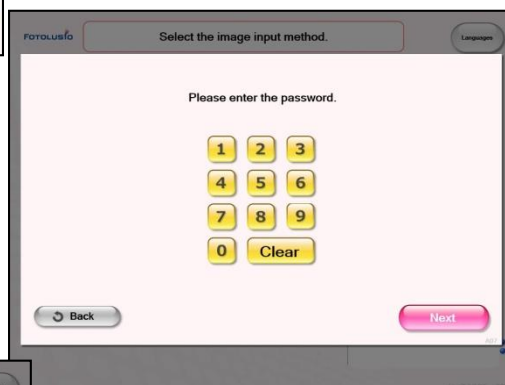 FOTOLUSIO
Select the image input method.
Languages
Please enter the password.
1 2 3
4 5 6
7 8 9
0 Clear
Back
Next